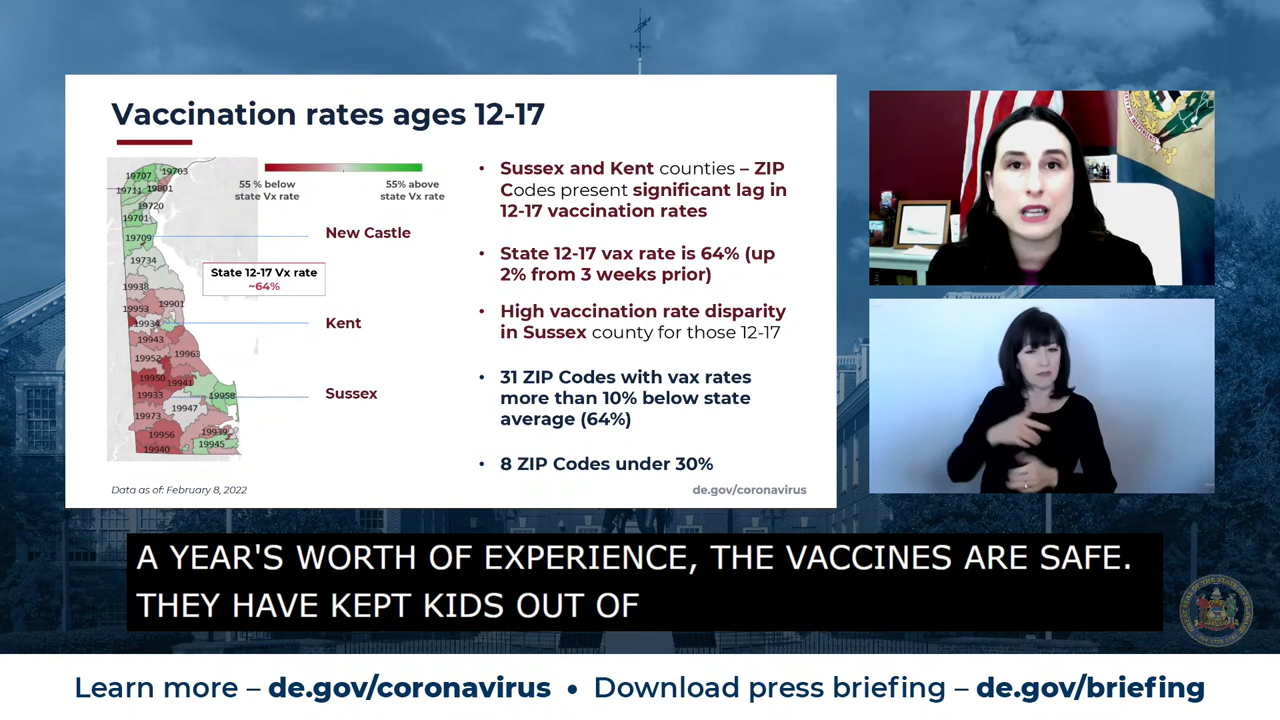 Vaccination rates ages 12-17
19707
19703
19711
19801
19720
19701
19709
19734
19938
19901
19953
19934
19943
19963
19952
19950
19941
19933
19958
19947
19973
19939
19956
19945
19940
55 % below
state Vx rate
55% above
state Vx rate
New Castle
State 12-17 Vx rate
~64%
Kent
Sussex
• Sussex and Kent counties – ZIP
Codes present significant lag in
12-17 vaccination rates
• State 12-17 vax rate is 64% (up
2% from 3 weeks prior)
• High vaccination rate disparity
in Sussex county for those 12-17
• 31 ZIP Codes with vax rates
more than 10% below state
average (64%)
• 8 ZIP Codes under 30%
Data as of: February 8, 2022
de.gov/coronavirus
A YEAR'S WORTH OF EXPERIENCE, THE VACCINES ARE SAFE.
THEY HAVE KEPT KIDS OUT OF
Learn more – de.gov/coronavirus • Download press briefing – de.gov/briefing